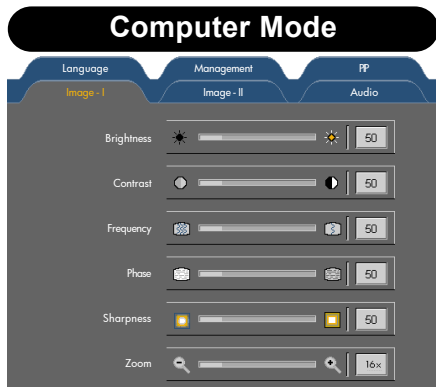 Computer Mode
Language Management PIP
Image - I Image - II Audio
Brightness 50
Contrast 50
Frequency 50
Phase 50
Sharpness 50
Zoom 16x